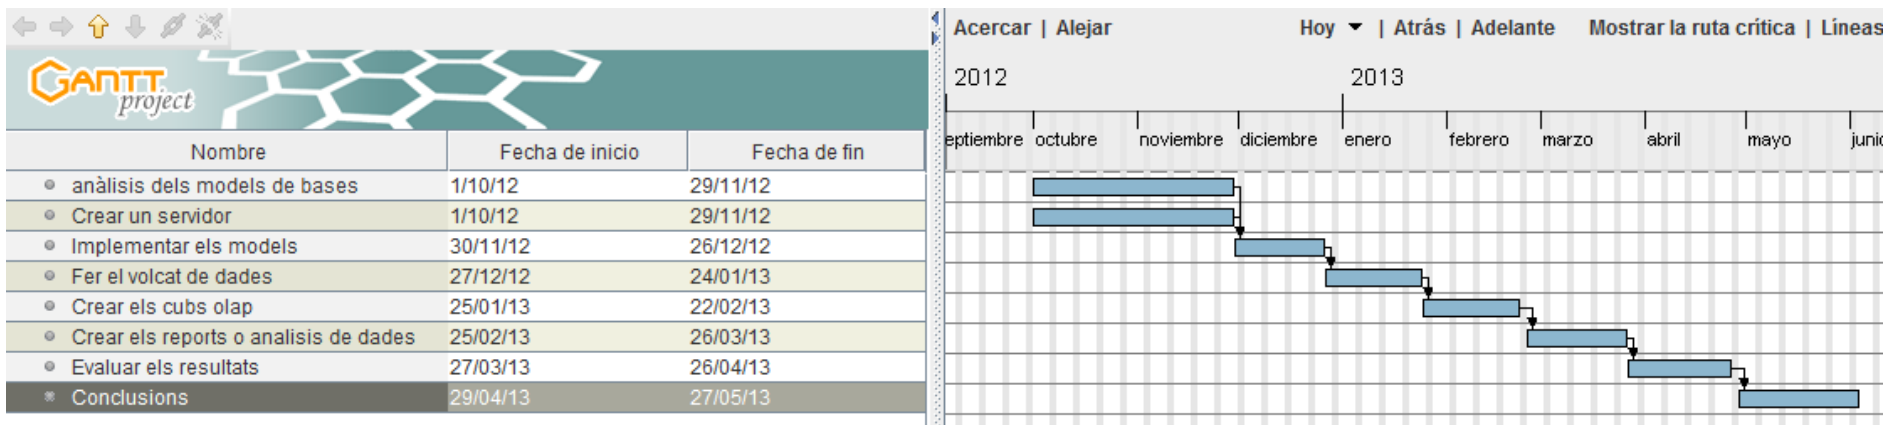 Acercar | Alejar Hoy | Atrás | Adelante Mostrar la ruta crítica | Líneas
GANTT project
2012 2013
eptiembre octubre noviembre diciembre enero febrero marzo abril mayo junio
Nombre Fecha de inicio Fecha de fin
anàlisis dels models de bases 1/10/12 29/11/12
Crear un servidor 1/10/12 29/11/12
Implementar els models 30/11/12 26/12/12
Fer el volcat de dades 27/12/12 24/01/13
Crear els cubs olap 25/01/13 22/02/13
Crear els reports o analisis de dades 25/02/13 26/03/13
Evaluar els resultats 27/03/13 26/04/13
Conclusions 29/04/13 27/05/13